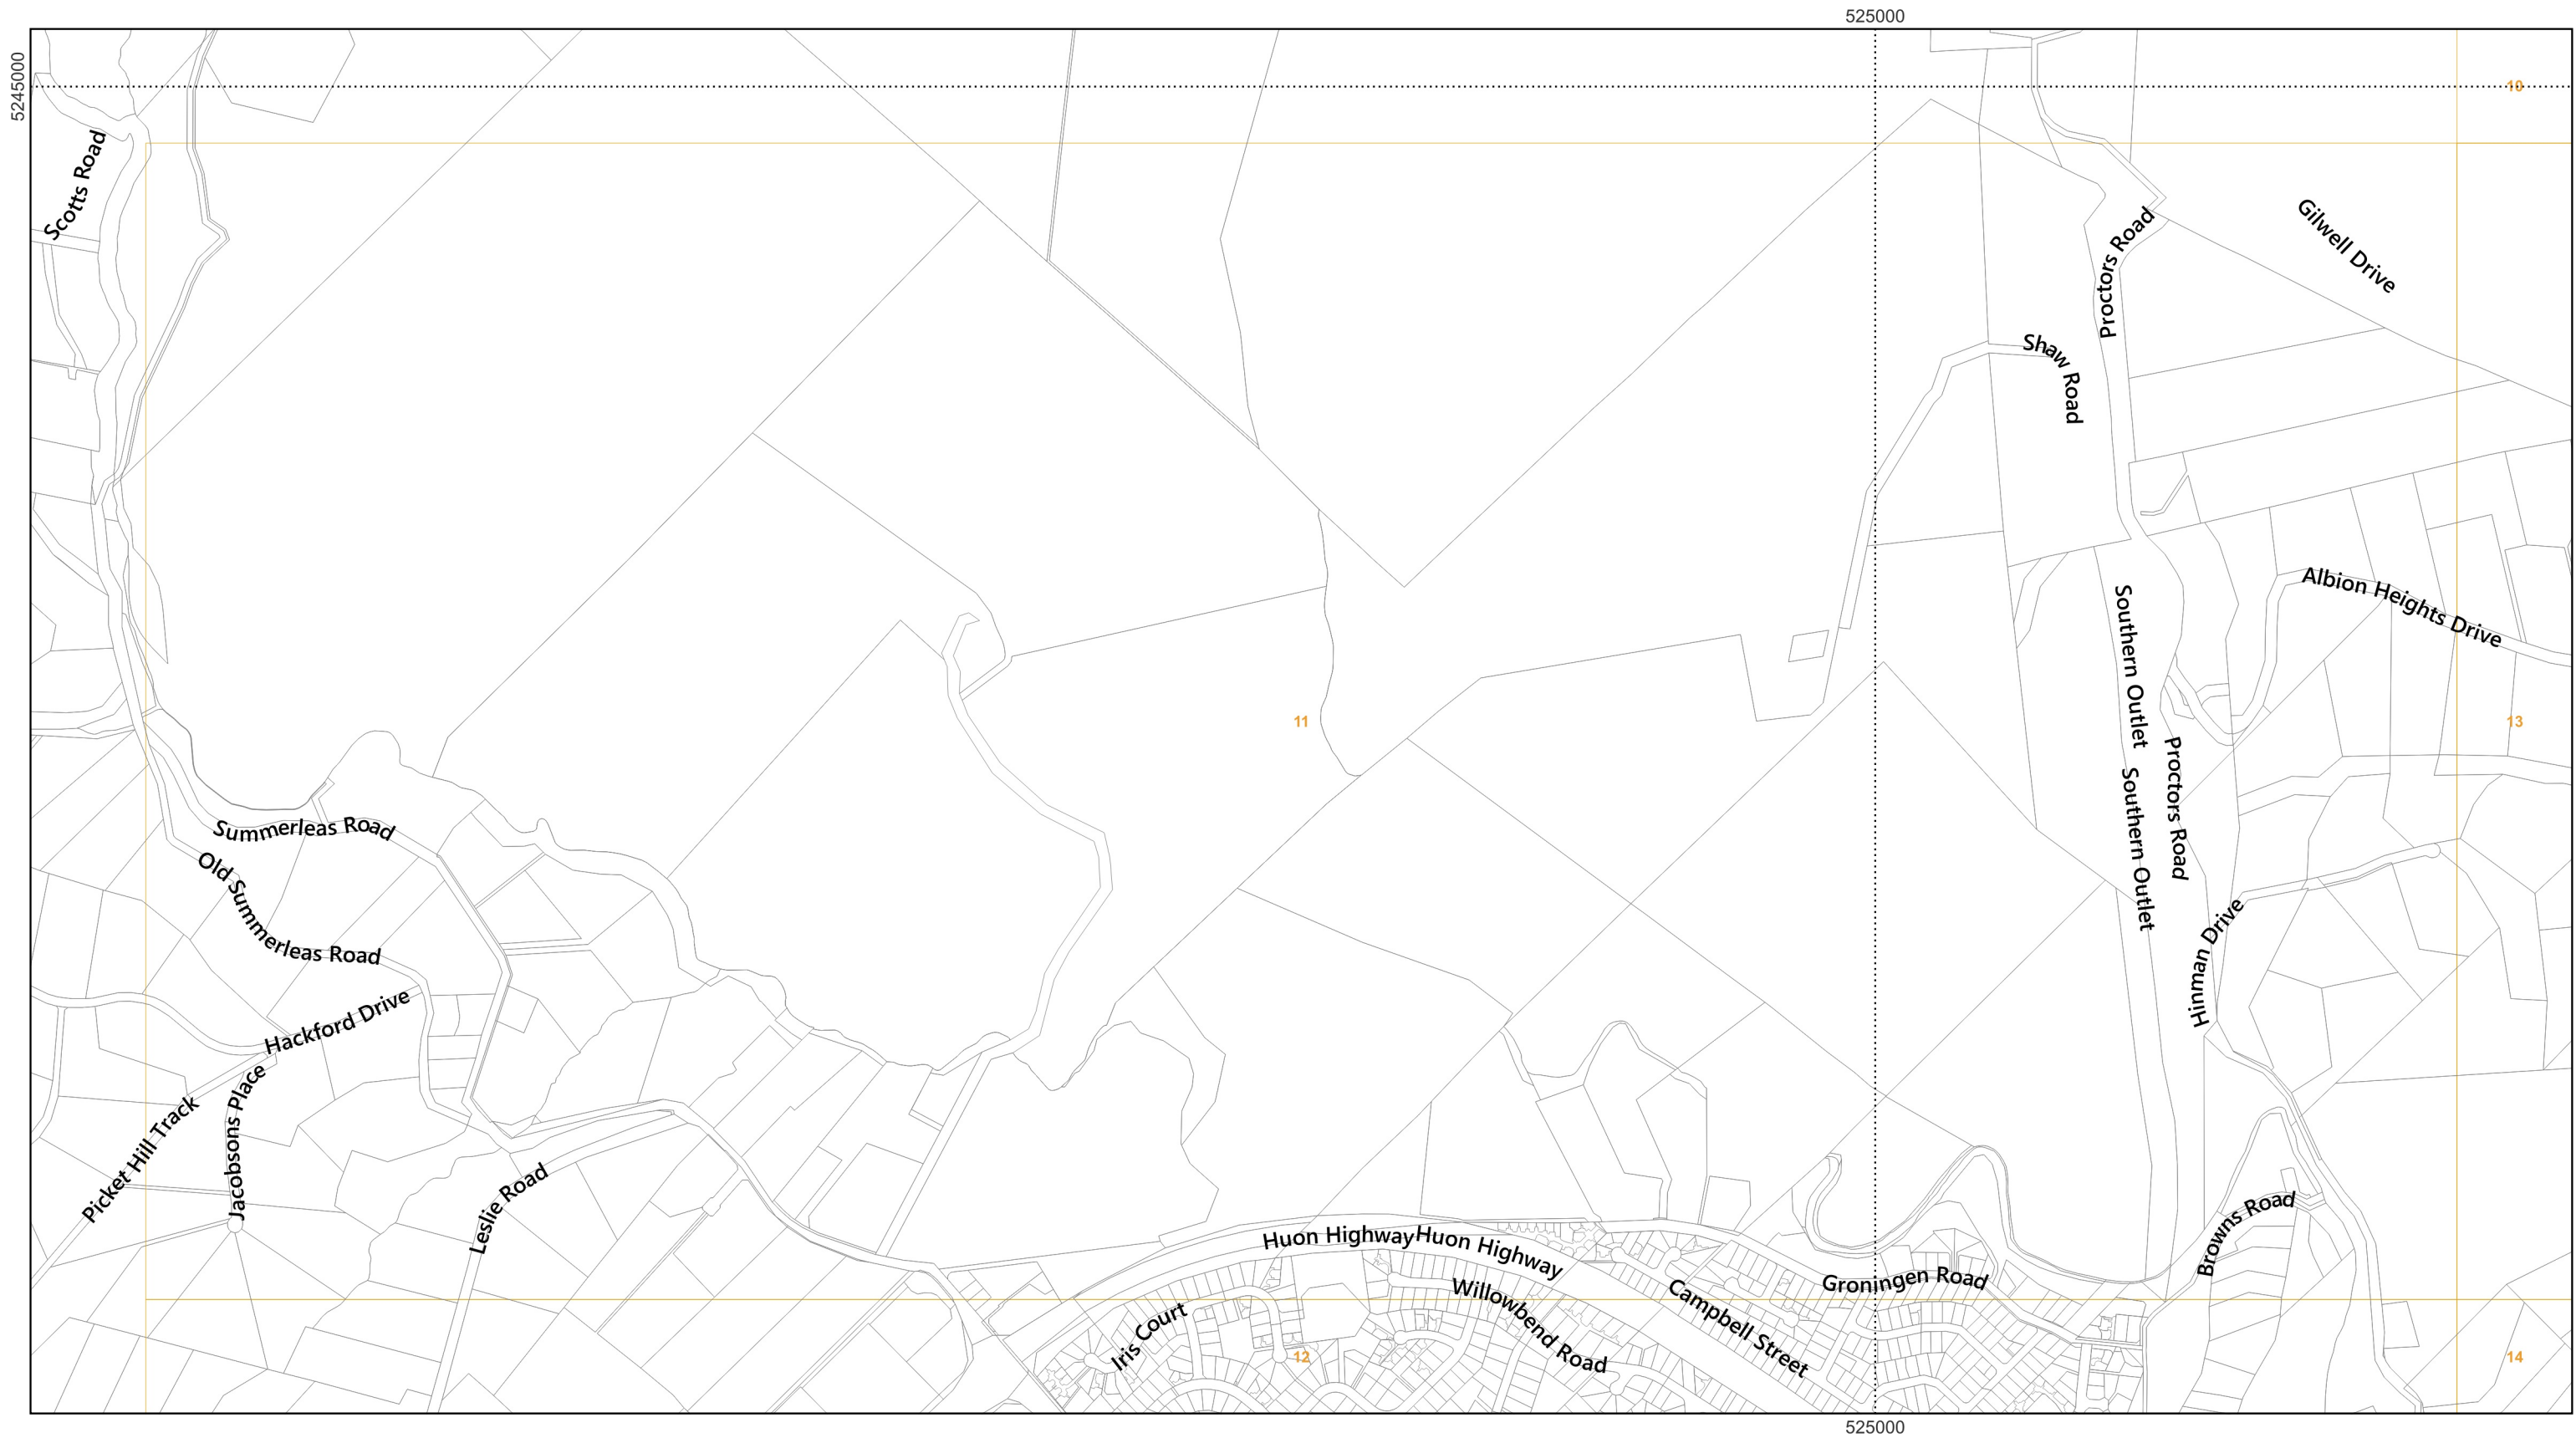 525000
5245000
10
Scotts Road
Gilwell Drive
Proctors Road
Shaw Road
Albion Heights Drive
Southern Outlet
11
13
Proctors Road
Southern Outlet
Summerleas Road
Old Summerleas Road
Hinman Drive
Hackford Drive
Jacobsons Place
Picket Hill Track
Leslie Road
Browns Road
Huon Highway
Huon Highway
Groningen Road
Willowbend Road
Campbell Street
Iris Court
12
14
525000